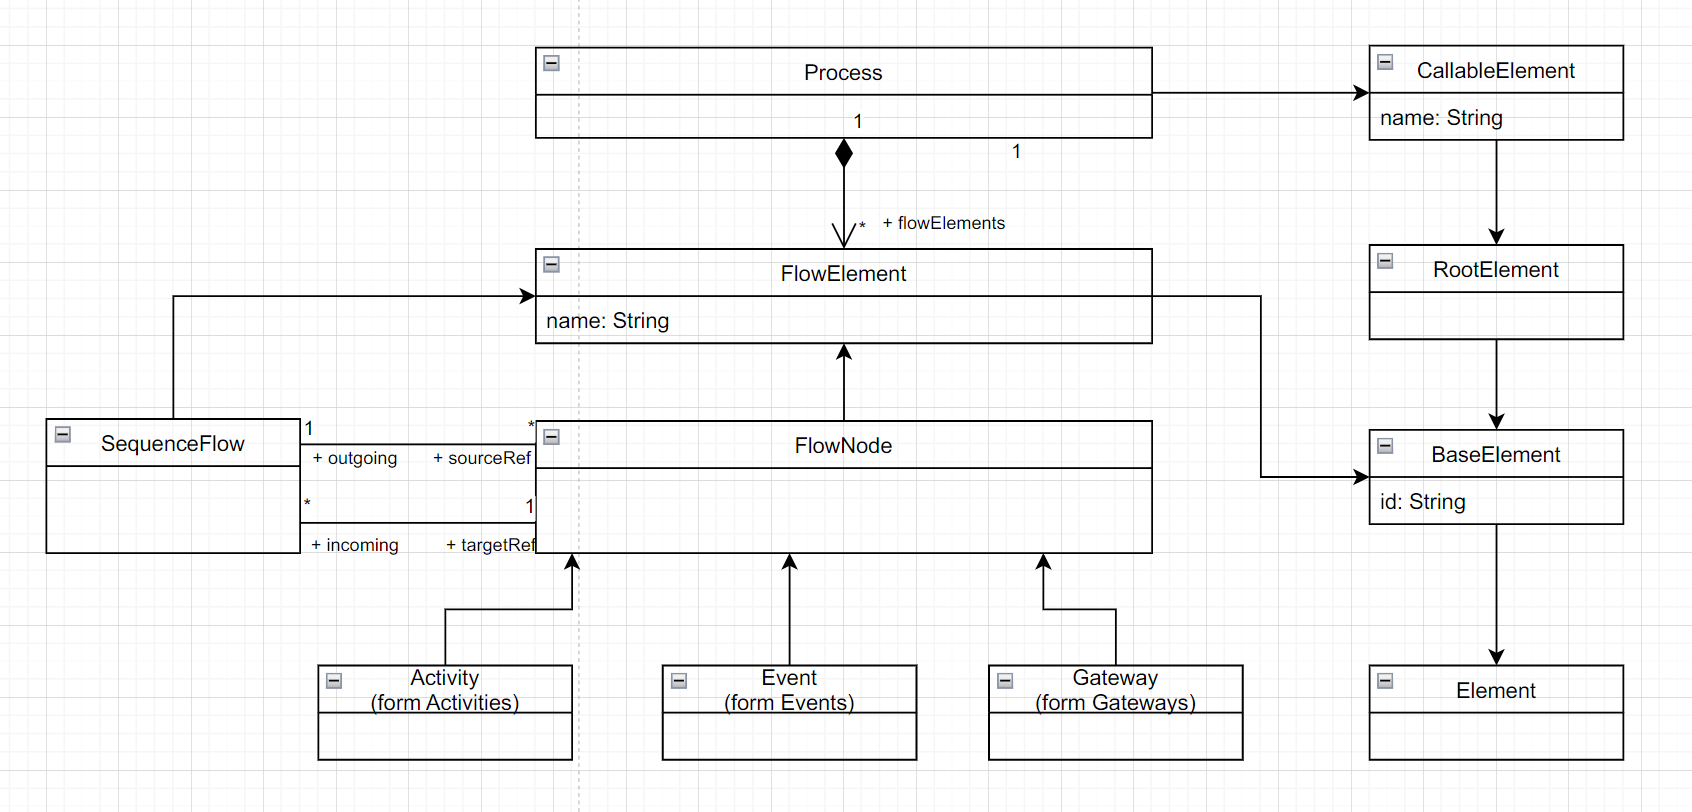 Process
1
1
CallableElement
name: String
* + flowElements
FlowElement
name: String
RootElement
SequenceFlow
1
*
+ outgoing
+ sourceRef
*
1
+ incoming
+ targetRef
FlowNode
BaseElement
id: String
Activity
(form Activities)
Event
(form Events)
Gateway
(form Gateways)
Element